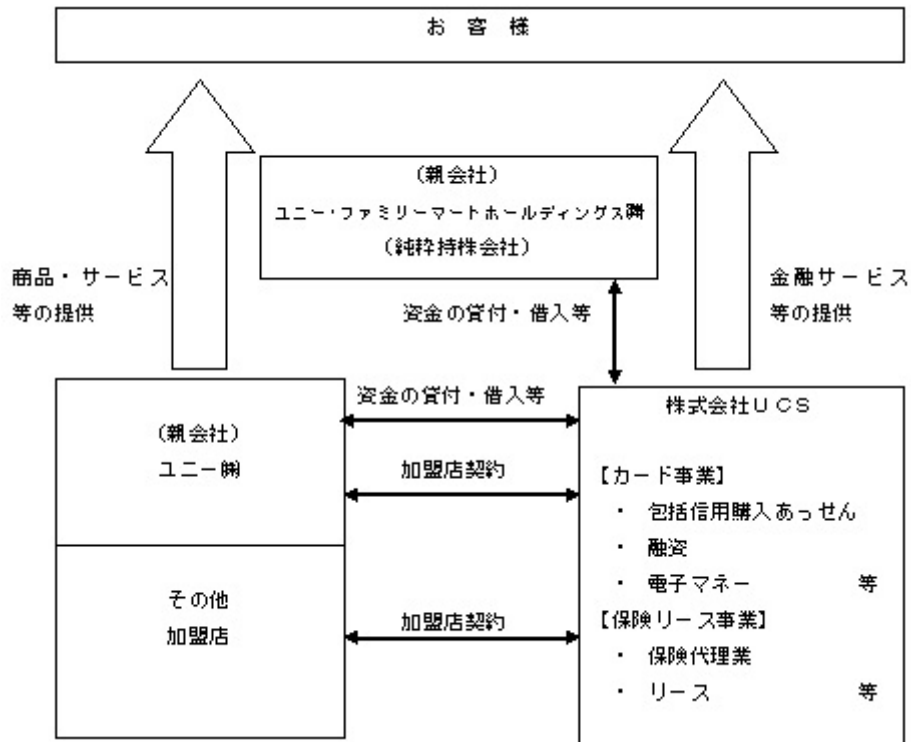 お 客 様
（親会社）
ユニー・ファミリーマートホールディングス㈱
（純粋持株会社）
商品・サービス
等の提供
資金の貸付・借入等
金融サービス
等の提供
資金の貸付・借入等
（親会社）
ユニー㈱
加盟店契約
その他
加盟店
加盟店契約
株式会社ＵＣＳ
【カード事業】
・ 包括信用購入あっせん
・ 融資
・ 電子マネー 等
【保険リース事業】
・ 保険代理業
・ リース 等